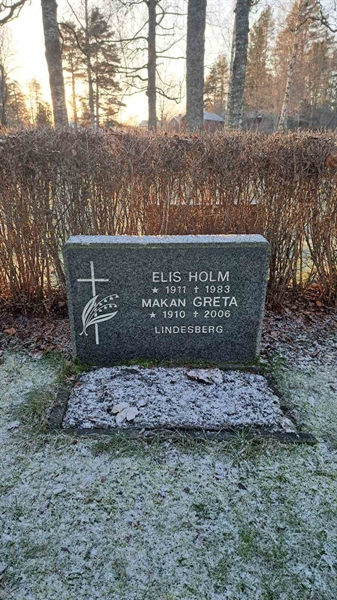 ELIS HOLM
★ 1911 † 1983
MAKAN GRETA
★ 1910 † 2006
LINDESBERG